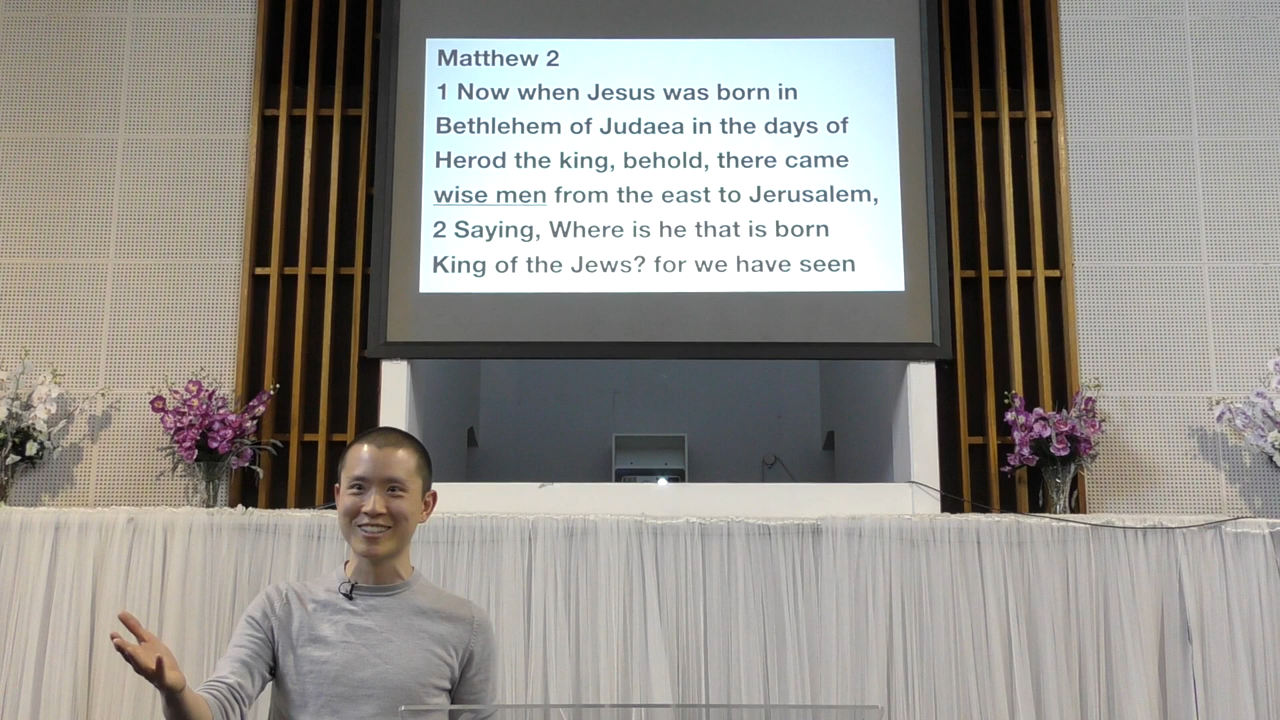 Matthew 2
1 Now when Jesus was born in
Bethlehem of Judaea in the days of
Herod the king, behold, there came
wise men from the east to Jerusalem,
2 Saying, Where is he that is born
King of the Jews? for we have seen